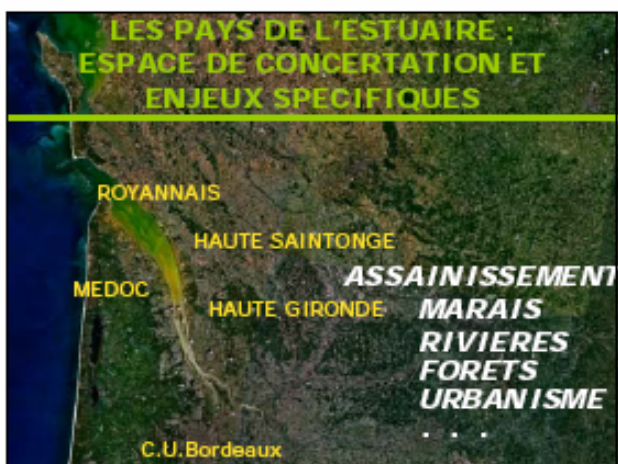 LES PAYS DE L'ESTUAIRE :
ESPACE DE CONCERTATION ET
ENJEUX SPECIFIQUES
ROYANNAIS
HAUTE SAINTONGE
MEDOC
HAUTE GIRONDE
C.U.Bordeaux
ASSAINISSEMENT
MARAIS
RIVIERES
FORETS
URBANISME
. . .